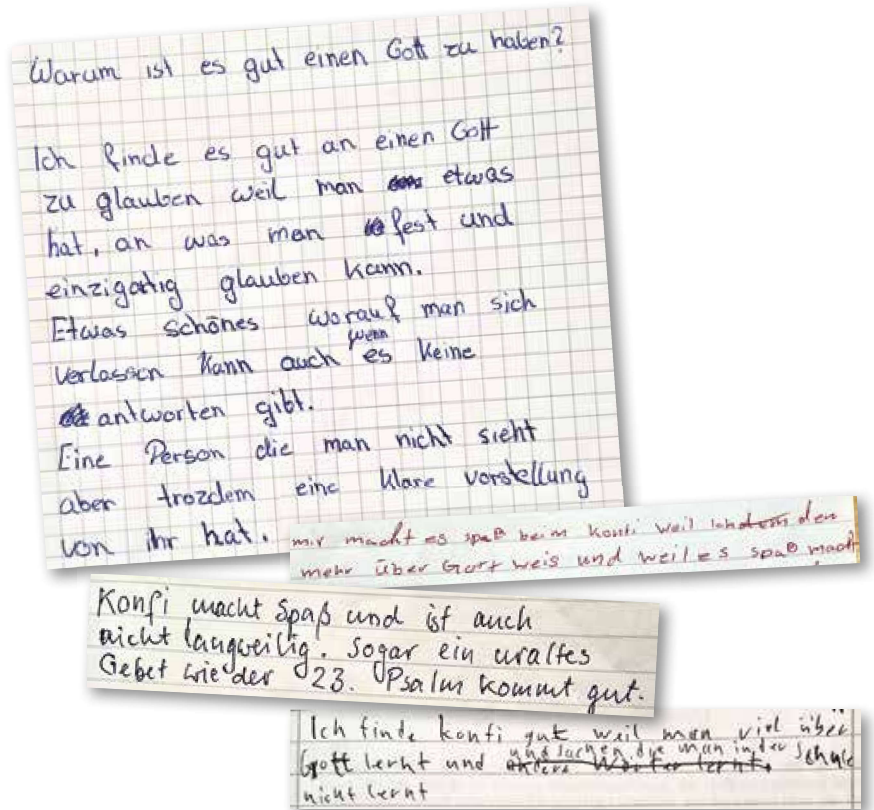 Warum ist es gut einen Gott zu haben?
Ich finde es gut an einen Gott
zu glauben weil man etwas
hat, an was man fest und
einzigartig glauben kann.
Etwas schönes worauf man sich
verlassen kann auch wenn es keine
antworten gibt.
Eine Person die man nicht sieht
aber trozdem eine klare vorstellung
von ihr hat.
mir macht es spaß beim konfi weil ich den
mehr über Gott weis und weil es spaß macht
Konfi macht Spaß und ist auch
nicht langweilig. Sogar ein uraltes
Gebet wie der 23. Psalm kommt gut.
Ich finde konfi gut weil man viel über
Gott lernt und und sachen die man in der Schule
nicht lernt